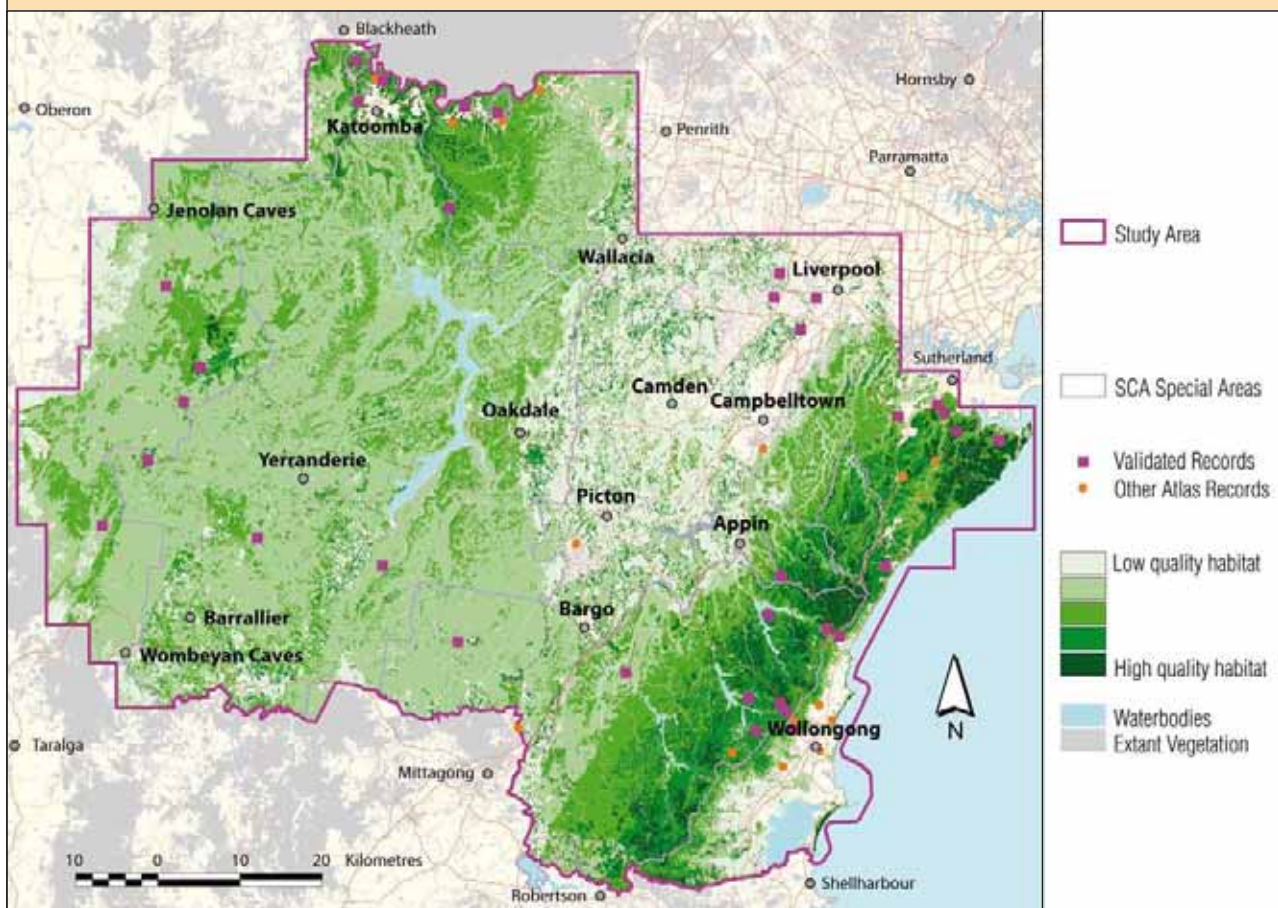 Blackheath
Hornsby
Oberon
Katoomba
Penrith
Parramatta
Jenolan Caves
Wallacia
Liverpool
Sutherland
Camden
Campbelltown
Oakdale
Yerranderie
Picton
Appin
Barrallier
Bargo
Wombeyan Caves
Wollongong
N
Taralga
Mittagong
10 0 10 20 Kilometres
Robertson
Shellharbour
Study Area
SCA Special Areas
Validated Records
Other Atlas Records
Low quality habitat
High quality habitat
Waterbodies
Extant Vegetation